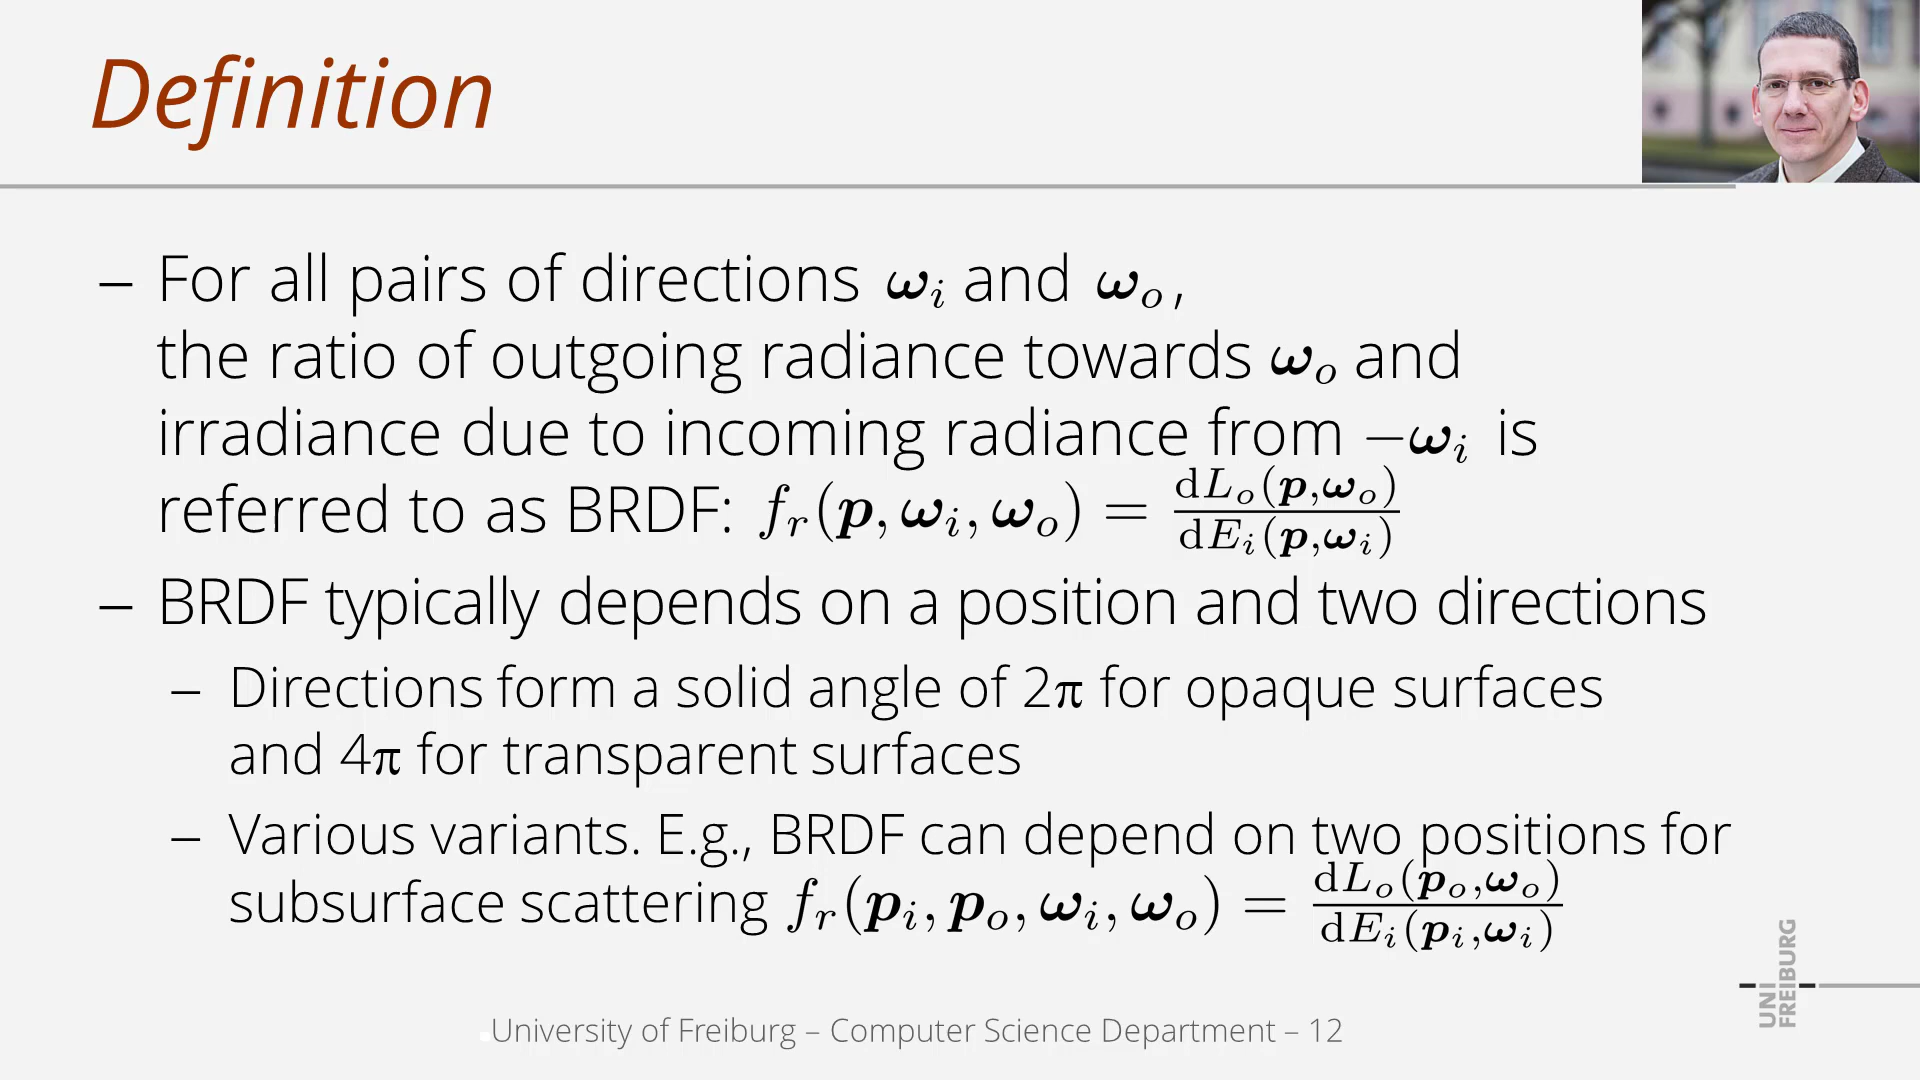 Definition
– For all pairs of directions ωᵢ and ωₒ,
the ratio of outgoing radiance towards ωₒ and
irradiance due to incoming radiance from −ωᵢ is
referred to as BRDF: fᵣ(p, ωᵢ, ωₒ) = dLₒ(p,ωₒ) / dEᵢ(p,ωᵢ)
– BRDF typically depends on a position and two directions
– Directions form a solid angle of 2π for opaque surfaces
and 4π for transparent surfaces
– Various variants. E.g., BRDF can depend on two positions for
subsurface scattering fᵣ(pᵢ, pₒ, ωᵢ, ωₒ) = dLₒ(pₒ,ωₒ) / dEᵢ(pᵢ,ωᵢ)
University of Freiburg – Computer Science Department – 12
UNI
FREIBURG